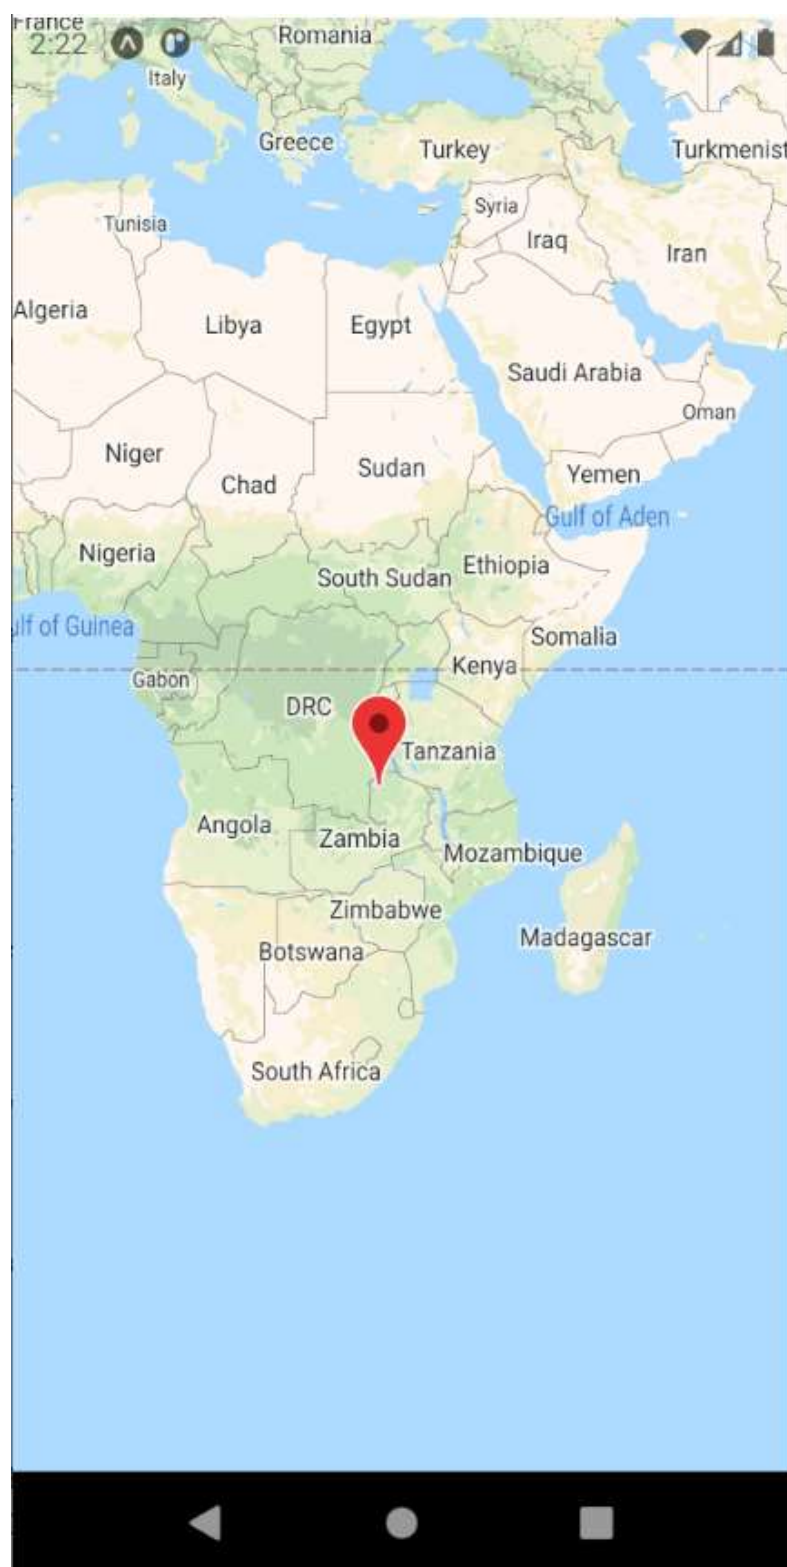 France
2:22
Romania
Italy
Greece
Turkey
Turkmenist
Tunisia
Syria
Iraq
Iran
Algeria
Libya
Egypt
Saudi Arabia
Oman
Niger
Chad
Sudan
Yemen
Gulf of Aden
Nigeria
South Sudan
Ethiopia
ulf of Guinea
Somalia
Kenya
Gabon
DRC
Tanzania
Angola
Zambia
Mozambique
Zimbabwe
Botswana
Madagascar
South Africa